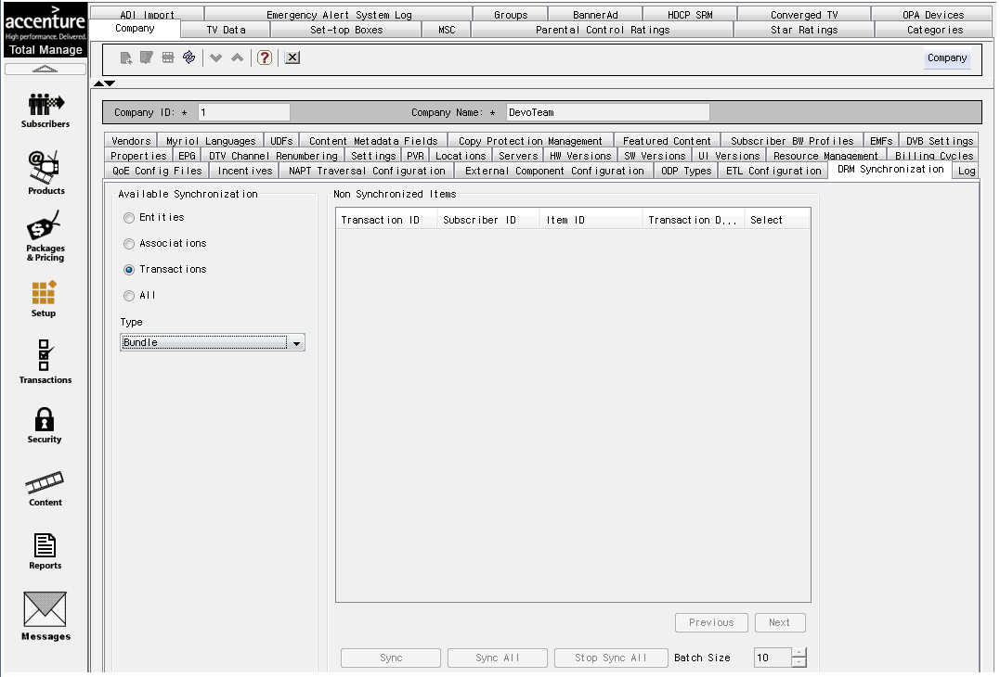 accenture
High performance. Delivered.
Total Manage
Subscribers
Products
Packages
& Pricing
Setup
Transactions
Security
Content
Reports
Messages
ADI Import Emergency Alert System Log Groups BannerAd HDCP SRM Converged TV OPA Devices
Company TV Data Set-top Boxes MSC Parental Control Ratings Star Ratings Categories
Company
Company ID: * 1 Company Name: * DevoTeam
Vendors Myriol Languages UDFs Content Metadata Fields Copy Protection Management Featured Content Subscriber BW Profiles EMFs DVB Settings
Properties EPG DTV Channel Renumbering Settings PVR Locations Servers HW Versions SW Versions UI Versions Resource Management Billing Cycles
QoE Config Files Incentives NAPT Traversal Configuration External Component Configuration ODP Types ETL Configuration DRM Synchronization Log
Available Synchronization
Entities
Associations
Transactions
All
Type
Bundle
Non Synchronized Items
Transaction ID Subscriber ID Item ID Transaction D... Select
Previous Next
Sync Sync All Stop Sync All Batch Size 10